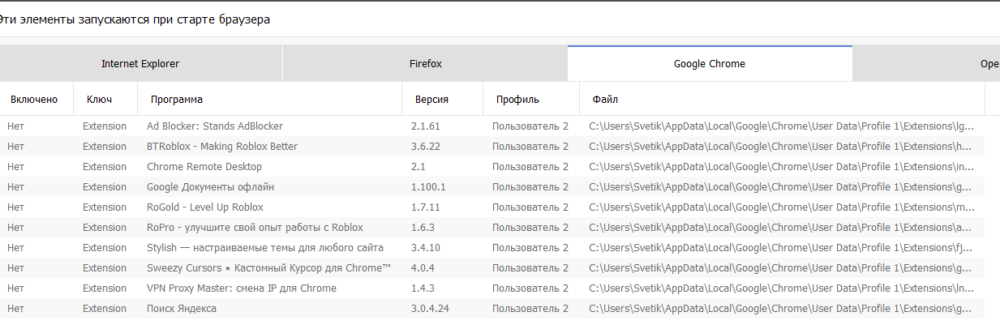 Эти элементы запускаются при старте браузера
Internet Explorer Firefox Google Chrome Ope
Включено Ключ Программа Версия Профиль Файл
Нет Extension Ad Blocker: Stands AdBlocker 2.1.61 Пользователь 2 C:\Users\Svetik\AppData\Local\Google\Chrome\User Data\Profile 1\Extensions\lg...
Нет Extension BTRoblox - Making Roblox Better 3.6.22 Пользователь 2 C:\Users\Svetik\AppData\Local\Google\Chrome\User Data\Profile 1\Extensions\h...
Нет Extension Chrome Remote Desktop 2.1 Пользователь 2 C:\Users\Svetik\AppData\Local\Google\Chrome\User Data\Profile 1\Extensions\in...
Нет Extension Google Документы офлайн 1.100.1 Пользователь 2 C:\Users\Svetik\AppData\Local\Google\Chrome\User Data\Profile 1\Extensions\g...
Нет Extension RoGold - Level Up Roblox 1.7.11 Пользователь 2 C:\Users\Svetik\AppData\Local\Google\Chrome\User Data\Profile 1\Extensions\m...
Нет Extension RoPro - улучшите свой опыт работы с Roblox 1.6.3 Пользователь 2 C:\Users\Svetik\AppData\Local\Google\Chrome\User Data\Profile 1\Extensions\a...
Нет Extension Stylish — настраиваемые темы для любого сайта 3.4.10 Пользователь 2 C:\Users\Svetik\AppData\Local\Google\Chrome\User Data\Profile 1\Extensions\fj...
Нет Extension Sweezy Cursors ★ Кастомный Курсор для Chrome™ 4.0.4 Пользователь 2 C:\Users\Svetik\AppData\Local\Google\Chrome\User Data\Profile 1\Extensions\g...
Нет Extension VPN Proxy Master: смена IP для Chrome 1.4.3 Пользователь 2 C:\Users\Svetik\AppData\Local\Google\Chrome\User Data\Profile 1\Extensions\ln...
Нет Extension Поиск Яндекса 3.0.4.24 Пользователь 2 C:\Users\Svetik\AppData\Local\Google\Chrome\User Data\Profile 1\Extensions\g...